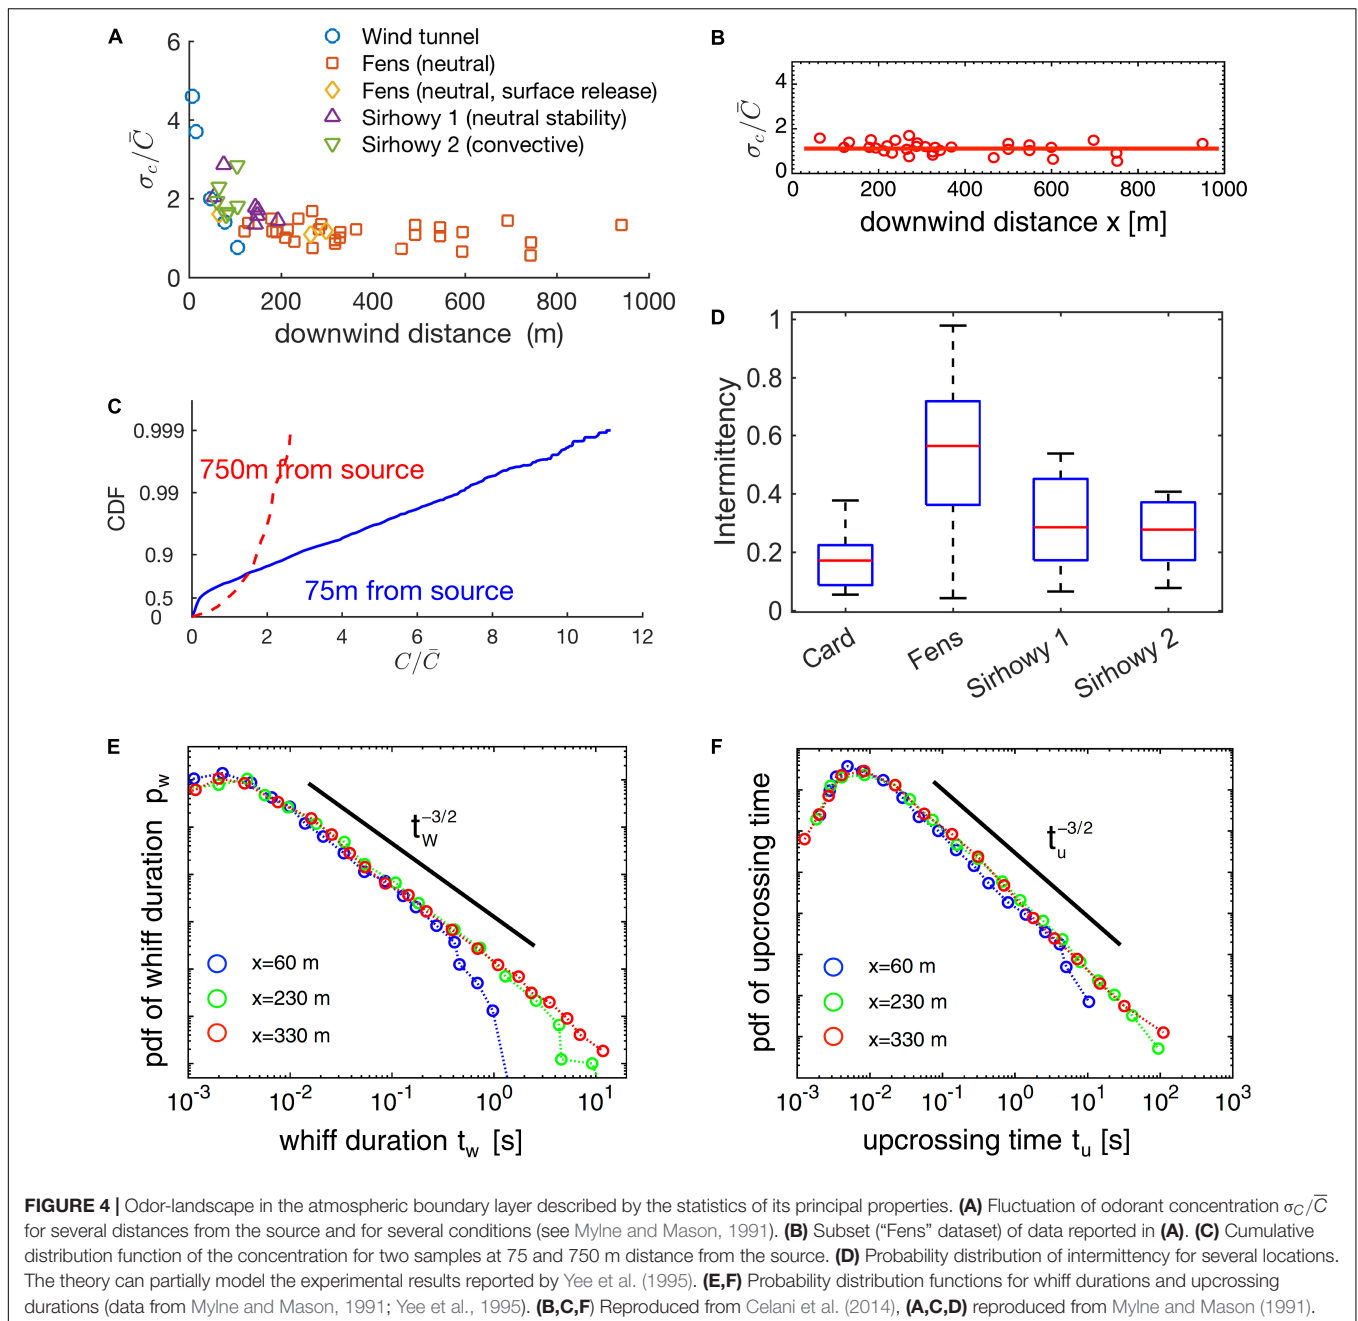 A
6
4
2
0
σc/C̄
0
200
400
600
800
1000
downwind distance (m)
Wind tunnel
Fens (neutral)
Fens (neutral, surface release)
Sirhowy 1 (neutral stability)
Sirhowy 2 (convective)
B
4
2
0
σc/C̄
0
200
400
600
800
1000
downwind distance x [m]
C
0.999
0.99
0.9
0.5
0
CDF
750m from source
75m from source
0
2
4
6
8
10
12
C/C̄
D
1
0.8
0.6
0.4
0.2
0
Intermittency
Card
Fens
Sirhowy 1
Sirhowy 2
E
pdf of whiff duration p_w
t_W^{-3/2}
x=60 m
x=230 m
x=330 m
10^{-3}
10^{-2}
10^{-1}
10^{0}
10^{1}
whiff duration t_w [s]
F
pdf of upcrossing time
t_u^{-3/2}
x=60 m
x=230 m
x=330 m
10^{-3}
10^{-2}
10^{-1}
10^{0}
10^{1}
10^{2}
10^{3}
upcrossing time t_u [s]
FIGURE 4 | Odor-landscape in the atmospheric boundary layer described by the statistics of its principal properties. (A) Fluctuation of odorant concentration σC/C̄
for several distances from the source and for several conditions (see Mylne and Mason, 1991). (B) Subset (“Fens” dataset) of data reported in (A). (C) Cumulative
distribution function of the concentration for two samples at 75 and 750 m distance from the source. (D) Probability distribution of intermittency for several locations.
The theory can partially model the experimental results reported by Yee et al. (1995). (E,F) Probability distribution functions for whiff durations and upcrossing
durations (data from Mylne and Mason, 1991; Yee et al., 1995). (B,C,F) Reproduced from Celani et al. (2014), (A,C,D) reproduced from Mylne and Mason (1991).